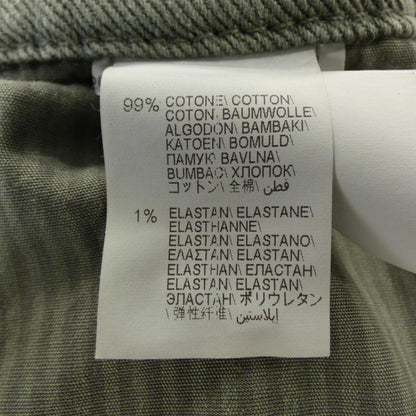 99% COTONE\ COTTON\
COTON\ BAUMWOLLE\
ALGODON\ BAMBAKI\
KATOEN\ BOMULD\
ПАМУК\ BAVLNA\
BUMBAC\ ХЛОПОК\
コットン\ 全棉\ قطن\
1% ELASTAN\ ELASTANE\
ELASTHANNE\
ELASTAN\ ELASTANO\
ΕΛΑΣΤΑΝ\ ELASTAN\
ELASTHAN\ ЕЛАСТАН\
ELASTAN\ ELASTAN\
ЭЛАСТАН\ ポリウレタン
\ 弹性纤维\ إيلاستين\